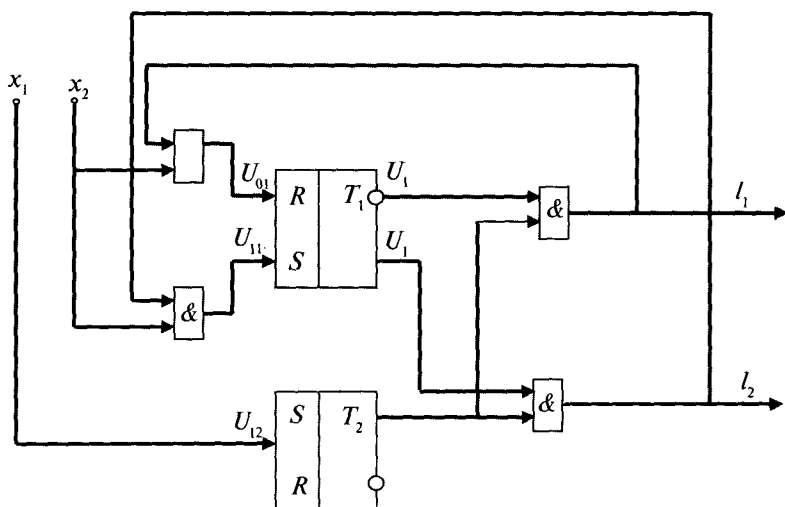 x₁
x₂
U₀₁
R
T₁
U₁
&
l₁
U₁₁
S
U₁
&
&
l₂
U₁₂
S
T₂
R